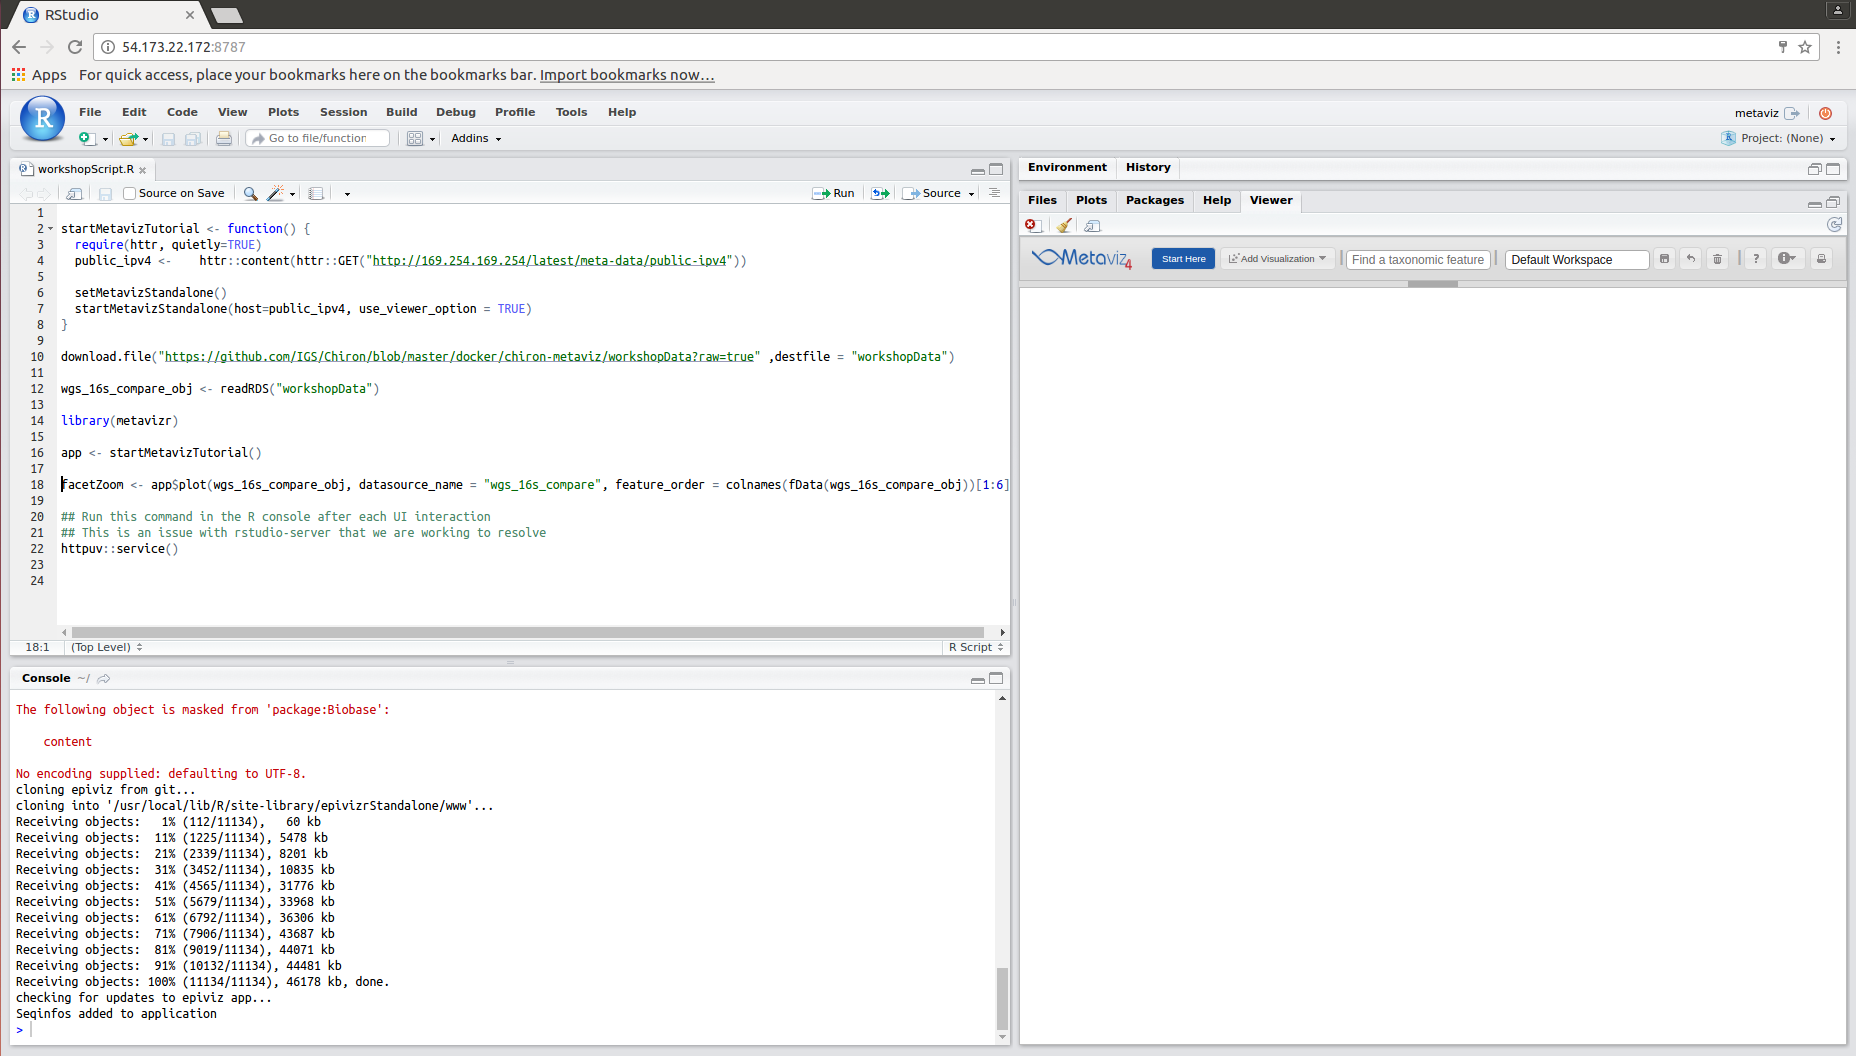 RStudio
54.173.22.172:8787
Apps For quick access, place your bookmarks here on the bookmarks bar. Import bookmarks now...
File Edit Code View Plots Session Build Debug Profile Tools Help
metaviz
Go to file/function Addins
Project: (None)
workshopScript.R
Source on Save Run Source
1
2 startMetavizTutorial <- function() {
3   require(httr, quietly=TRUE)
4   public_ipv4 <-    httr::content(httr::GET("http://169.254.169.254/latest/meta-data/public-ipv4"))
5
6   setMetavizStandalone()
7   startMetavizStandalone(host=public_ipv4, use_viewer_option = TRUE)
8 }
9
10 download.file("https://github.com/IGS/Chiron/blob/master/docker/chiron-metaviz/workshopData?raw=true" ,destfile = "workshopData")
11
12 wgs_16s_compare_obj <- readRDS("workshopData")
13
14 library(metavizr)
15
16 app <- startMetavizTutorial()
17
18 facetZoom <- app$plot(wgs_16s_compare_obj, datasource_name = "wgs_16s_compare", feature_order = colnames(fData(wgs_16s_compare_obj))[1:6]
19
20 ## Run this command in the R console after each UI interaction
21 ## This is an issue with rstudio-server that we are working to resolve
22 httpuv::service()
23
24
18:1 (Top Level) R Script
Console ~/
The following object is masked from 'package:Biobase':
content
No encoding supplied: defaulting to UTF-8.
cloning epiviz from git...
cloning into '/usr/local/lib/R/site-library/epivizrStandalone/www'...
Receiving objects:   1% (112/11134),   60 kb
Receiving objects:  11% (1225/11134), 5478 kb
Receiving objects:  21% (2339/11134), 8201 kb
Receiving objects:  31% (3452/11134), 10835 kb
Receiving objects:  41% (4565/11134), 31776 kb
Receiving objects:  51% (5679/11134), 33968 kb
Receiving objects:  61% (6792/11134), 36306 kb
Receiving objects:  71% (7906/11134), 43687 kb
Receiving objects:  81% (9019/11134), 44071 kb
Receiving objects:  91% (10132/11134), 44481 kb
Receiving objects: 100% (11134/11134), 46178 kb, done.
checking for updates to epiviz app...
Seqinfos added to application
>
Environment History
Files Plots Packages Help Viewer
Metaviz 4 Start Here Add Visualization Find a taxonomic feature Default Workspace ?